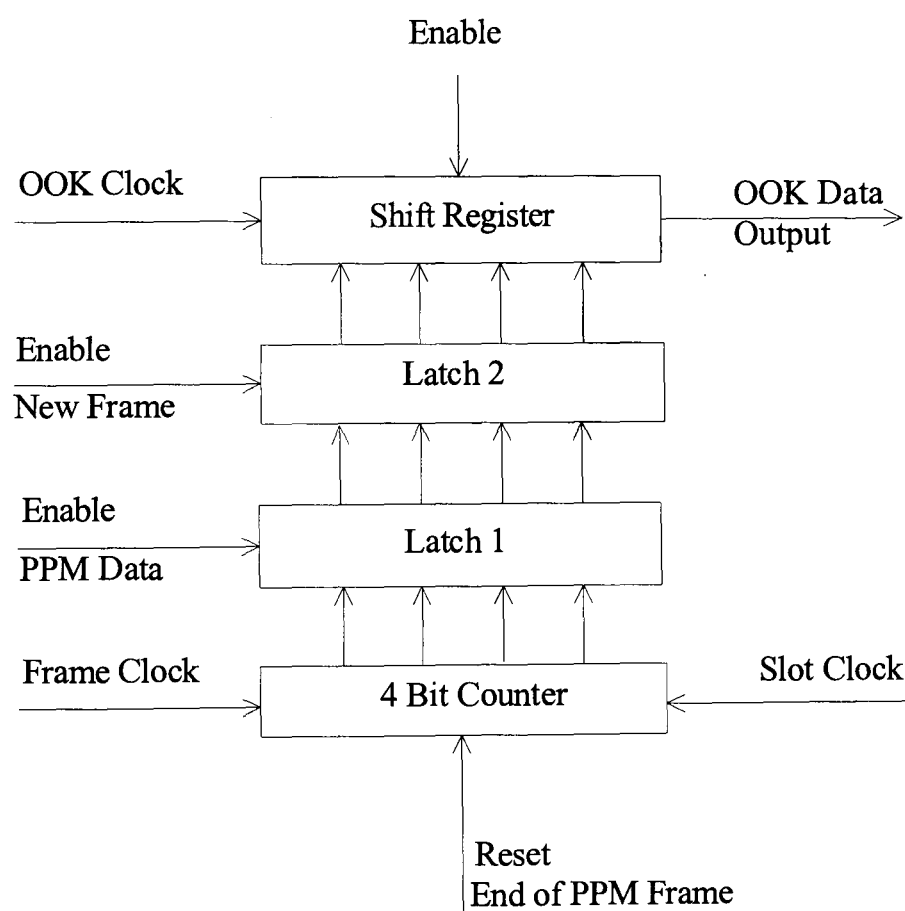 Enable
OOK Clock
Shift Register
OOK Data
Output
Enable
New Frame
Latch 2
Enable
PPM Data
Latch 1
Frame Clock
4 Bit Counter
Slot Clock
Reset
End of PPM Frame